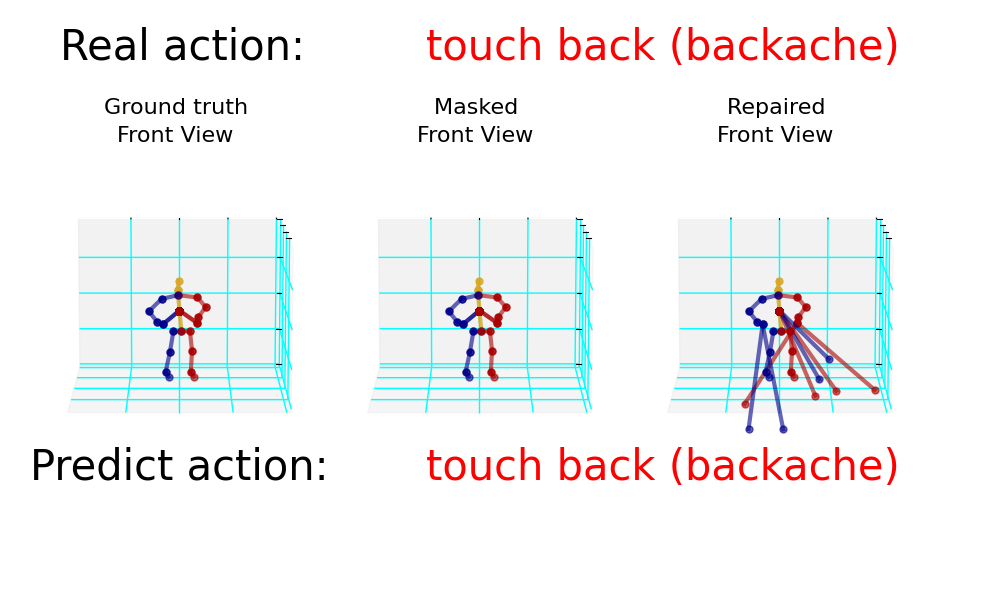 Real action: touch back (backache)
Ground truth Masked Repaired
Front View Front View Front View
Predict action: touch back (backache)